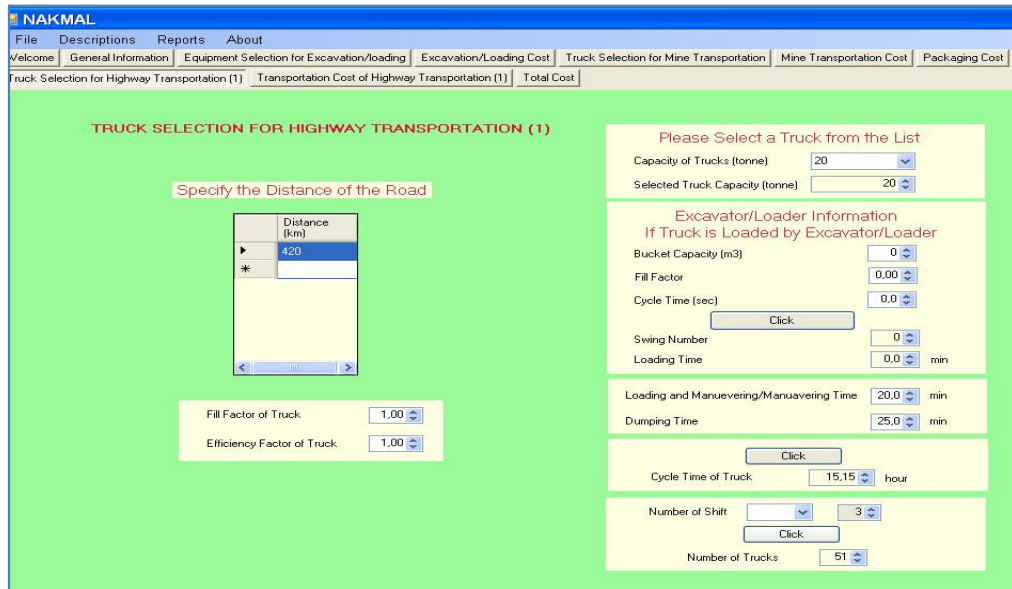 NAKMAL
File Descriptions Reports About
Welcome General Information Equipment Selection for Excavation/loading Excavation/Loading Cost Truck Selection for Mine Transportation Mine Transportation Cost Packaging Cost
Truck Selection for Highway Transportation (1) Transportation Cost of Highway Transportation (1) Total Cost
TRUCK SELECTION FOR HIGHWAY TRANSPORTATION (1)
Specify the Distance of the Road
Distance
(km)
420
Fill Factor of Truck 1,00
Efficiency Factor of Truck 1,00
Please Select a Truck from the List
Capacity of Trucks (tonne) 20
Selected Truck Capacity (tonne) 20
Excavator/Loader Information
If Truck is Loaded by Excavator/Loader
Bucket Capacity (m3) 0
Fill Factor 0,00
Cycle Time (sec) 0,0
Click
Swing Number 0
Loading Time 0,0 min
Loading and Manuevering/Manuavering Time 20,0 min
Dumping Time 25,0 min
Click
Cycle Time of Truck 15,15 hour
Number of Shift 3
Click
Number of Trucks 51